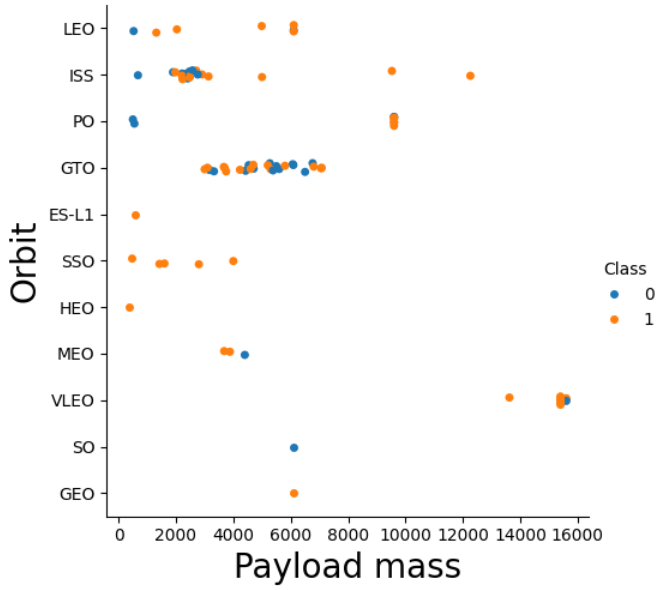 LEO
ISS
PO
GTO
ES-L1
SSO
HEO
MEO
VLEO
SO
GEO
Orbit
0 2000 4000 6000 8000 10000 12000 14000 16000
Payload mass
Class
0
1